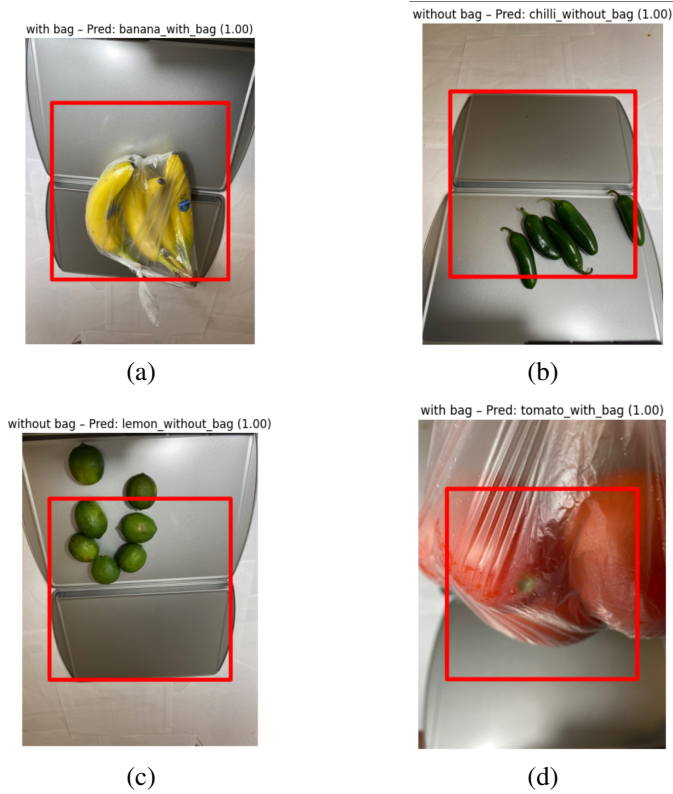 with bag – Pred: banana_with_bag (1.00)
without bag – Pred: chilli_without_bag (1.00)
(a)
(b)
without bag – Pred: lemon_without_bag (1.00)
with bag – Pred: tomato_with_bag (1.00)
(c)
(d)